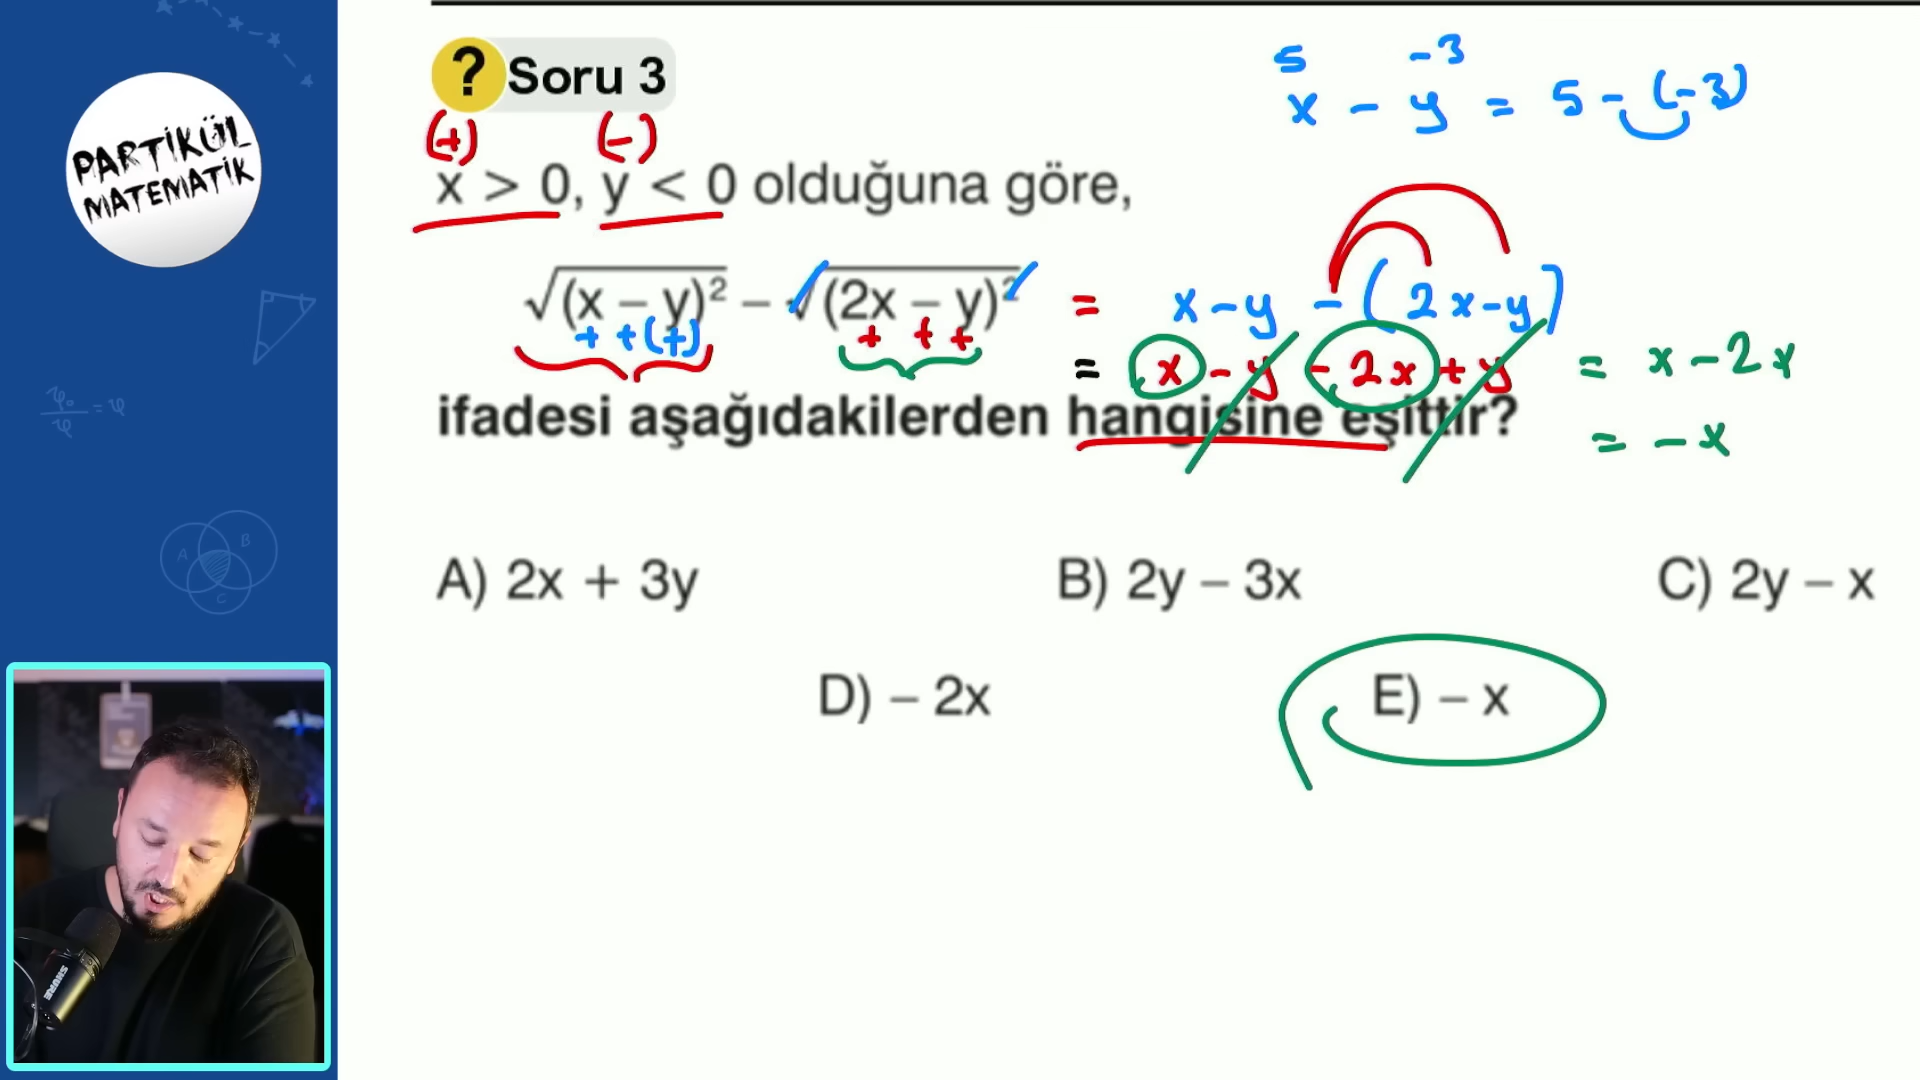 PARTİKÜL
MATEMATİK
? Soru 3
5 -3
x - y = 5 - (-3)
(+) (-)
x > 0, y < 0 olduğuna göre,
√(x – y)² – √(2x – y)² = x - y - (2x - y)
+ + (+) + + +
= x - y - 2x + y = x - 2x
ifadesi aşağıdakilerden hangisine eşittir?
= - x
A) 2x + 3y B) 2y – 3x C) 2y – x
D) – 2x E) – x
A B
C
SHURE